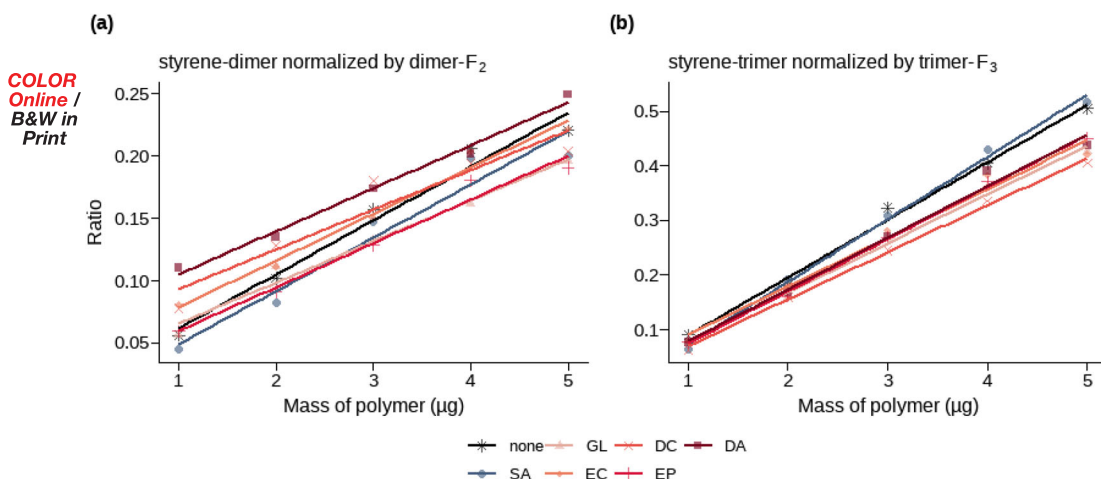 (a)
(b)
styrene-dimer normalized by dimer-F₂
styrene-trimer normalized by trimer-F₃
COLOR
Online /
B&W in
Print
0.25
0.20
0.15
0.10
0.05
Ratio
1 2 3 4 5
Mass of polymer (µg)
0.5
0.4
0.3
0.2
0.1
1 2 3 4 5
Mass of polymer (µg)
none GL DC DA
SA EC EP